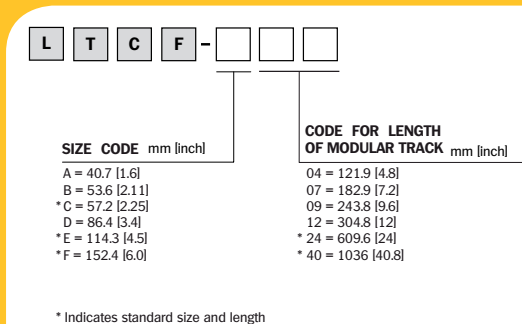 L T C F -
SIZE CODE mm [inch]
A = 40.7 [1.6]
B = 53.6 [2.11]
* C = 57.2 [2.25]
D = 86.4 [3.4]
* E = 114.3 [4.5]
* F = 152.4 [6.0]
CODE FOR LENGTH
OF MODULAR TRACK mm [inch]
04 = 121.9 [4.8]
07 = 182.9 [7.2]
09 = 243.8 [9.6]
12 = 304.8 [12]
* 24 = 609.6 [24]
* 40 = 1036 [40.8]
* Indicates standard size and length